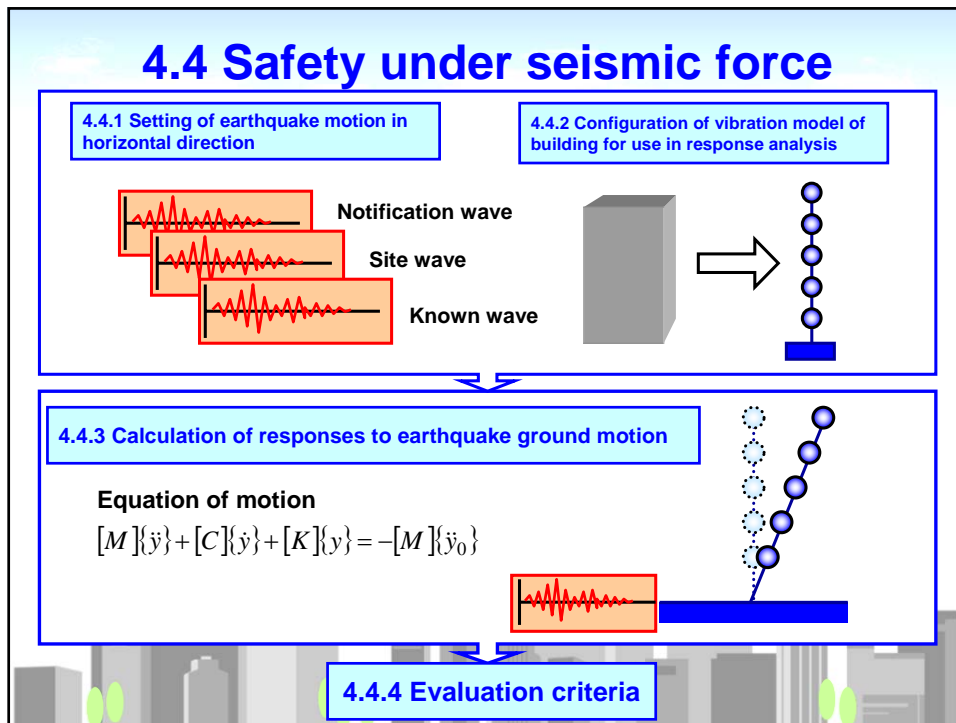 4.4 Safety under seismic force
4.4.1 Setting of earthquake motion in
horizontal direction
4.4.2 Configuration of vibration model of
building for use in response analysis
Notification wave
Site wave
Known wave
4.4.3 Calculation of responses to earthquake ground motion
Equation of motion
[M]{ÿ}+[C]{ẏ}+[K]{y}=−[M]{ÿ₀}
4.4.4 Evaluation criteria